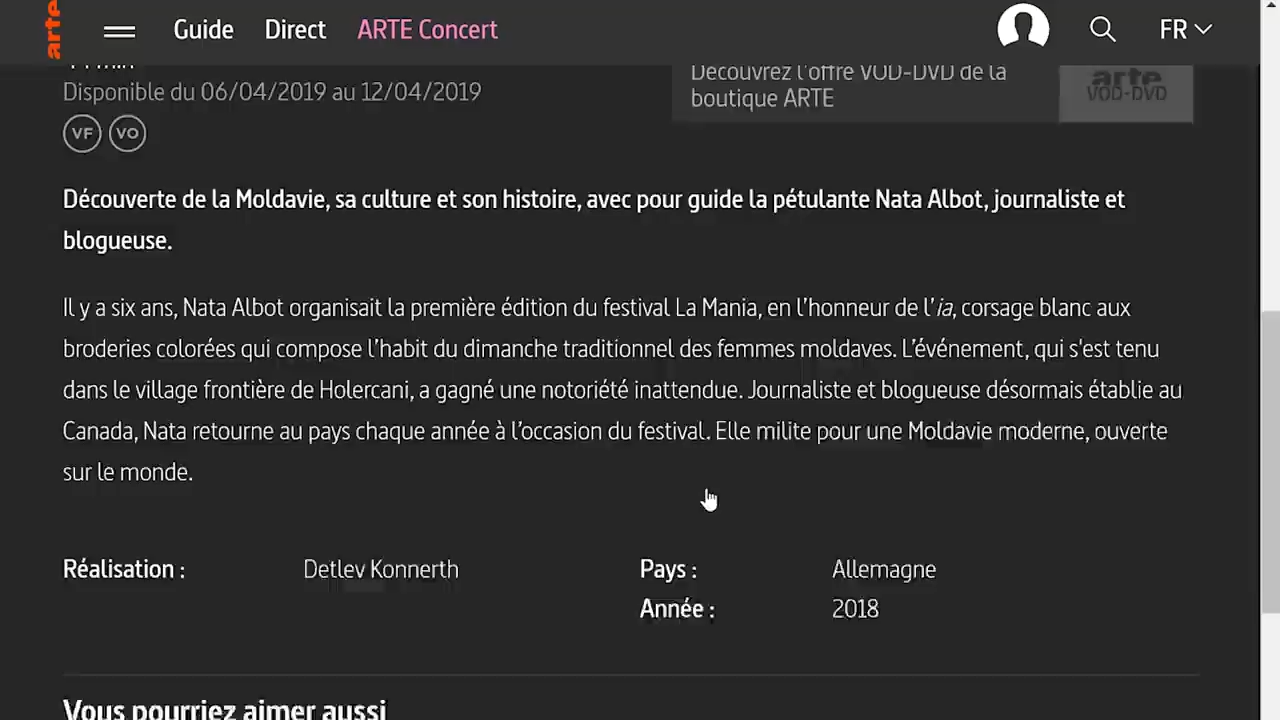 arte
Guide Direct ARTE Concert FR
Disponible du 06/04/2019 au 12/04/2019
VF VO
Découvrez l'offre VOD-DVD de la
boutique ARTE
arte
VOD-DVD
Découverte de la Moldavie, sa culture et son histoire, avec pour guide la pétulante Nata Albot, journaliste et
blogueuse.
Il y a six ans, Nata Albot organisait la première édition du festival La Mania, en l'honneur de l'ia, corsage blanc aux
broderies colorées qui compose l'habit du dimanche traditionnel des femmes moldaves. L'événement, qui s'est tenu
dans le village frontière de Holercani, a gagné une notoriété inattendue. Journaliste et blogueuse désormais établie au
Canada, Nata retourne au pays chaque année à l'occasion du festival. Elle milite pour une Moldavie moderne, ouverte
sur le monde.
Réalisation : Detlev Konnerth
Pays : Allemagne
Année : 2018
Vous pourriez aimer aussi